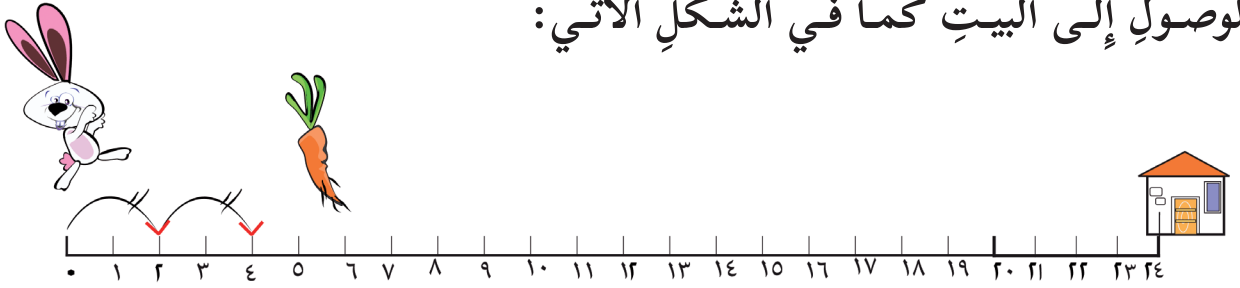 لوصولِ إِلى البيتِ كما في الشكلِ الآتي:
٠ ١ ٢ ٣ ٤ ٥ ٦ ٧ ٨ ٩ ١٠ ١١ ١٢ ١٣ ١٤ ١٥ ١٦ ١٧ ١٨ ١٩ ٢٠ ٢١ ٢٢ ٢٣ ٢٤